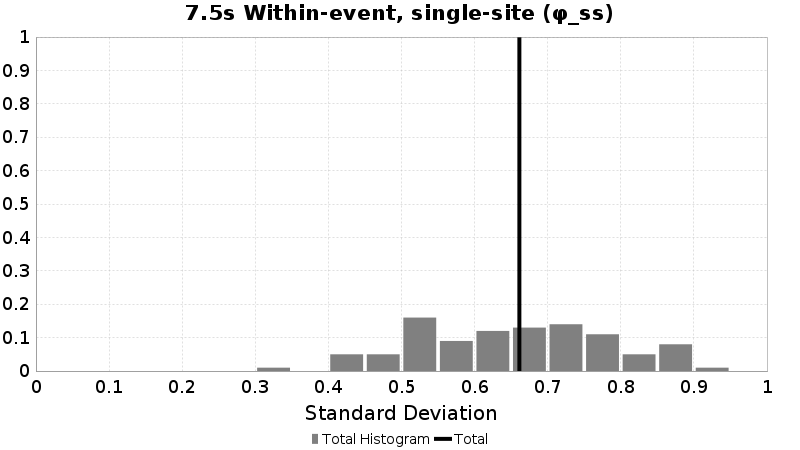 7.5s Within-event, single-site (φ_ss)
1
0.9
0.8
0.7
0.6
0.5
0.4
0.3
0.2
0.1
0
0 0.1 0.2 0.3 0.4 0.5 0.6 0.7 0.8 0.9 1
Standard Deviation
Total Histogram Total